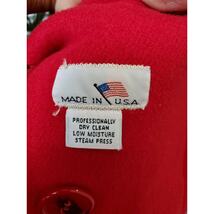 MADE IN U.S.A.
PROFESSIONALLY
DRY CLEAN
LOW MOISTURE
STEAM PRESS